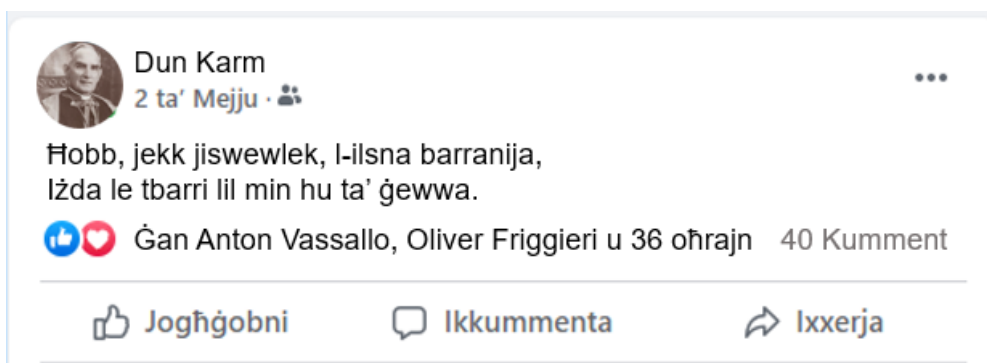 Dun Karm
2 ta’ Mejju ·
Ħobb, jekk jiswewlek, l-ilsna barranija,
Iżda le tbarri lil min hu ta’ ġewwa.
Ġan Anton Vassallo, Oliver Friggieri u 36 oħrajn 40 Kumment
Jogħġobni Ikkummenta Ixxerja